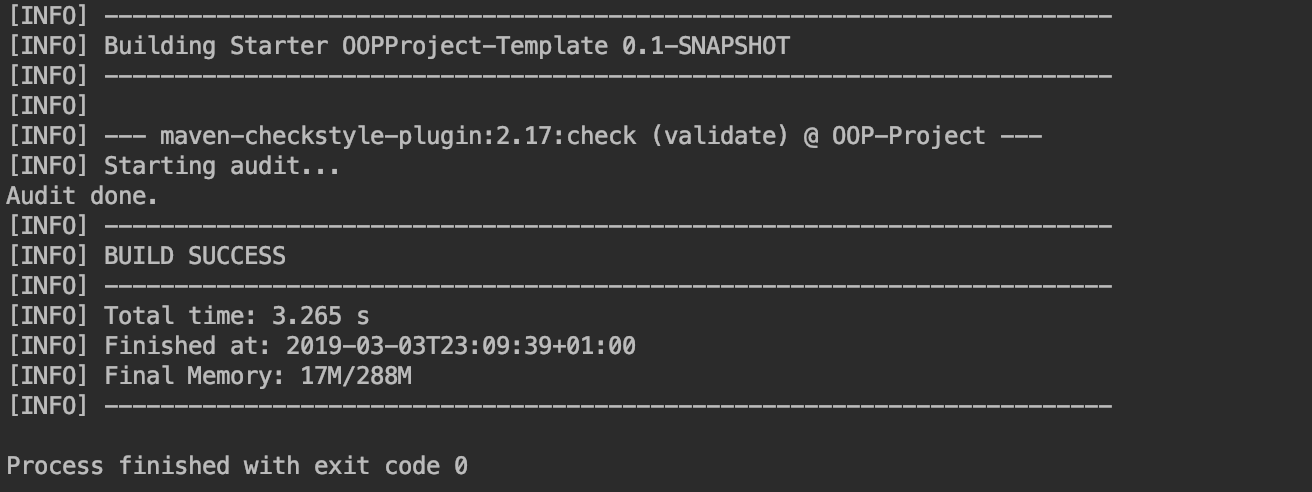 [INFO] ------------------------------------------------------------------------
[INFO] Building Starter OOPProject-Template 0.1-SNAPSHOT
[INFO] ------------------------------------------------------------------------
[INFO]
[INFO] --- maven-checkstyle-plugin:2.17:check (validate) @ OOP-Project ---
[INFO] Starting audit...
Audit done.
[INFO] ------------------------------------------------------------------------
[INFO] BUILD SUCCESS
[INFO] ------------------------------------------------------------------------
[INFO] Total time: 3.265 s
[INFO] Finished at: 2019-03-03T23:09:39+01:00
[INFO] Final Memory: 17M/288M
[INFO] ------------------------------------------------------------------------
Process finished with exit code 0